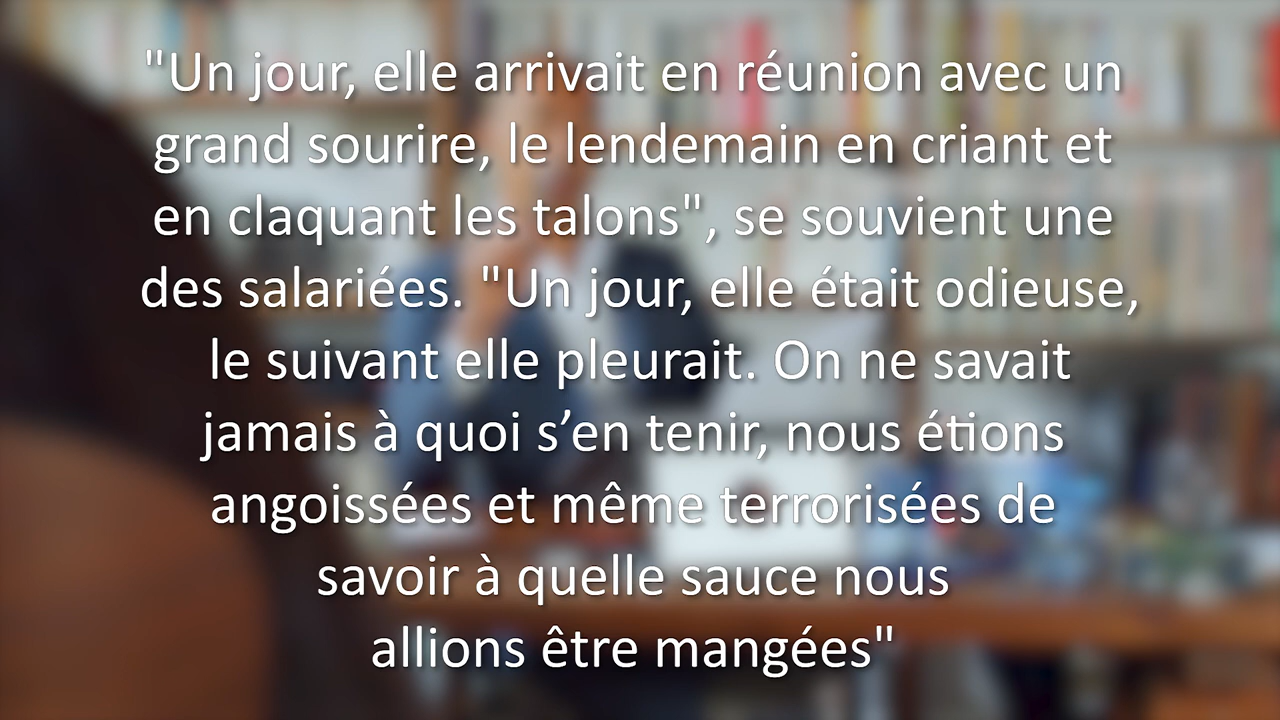 "Un jour, elle arrivait en réunion avec un
grand sourire, le lendemain en criant et
en claquant les talons", se souvient une
des salariées. "Un jour, elle était odieuse,
le suivant elle pleurait. On ne savait
jamais à quoi s’en tenir, nous étions
angoissées et même terrorisées de
savoir à quelle sauce nous
allions être mangées"